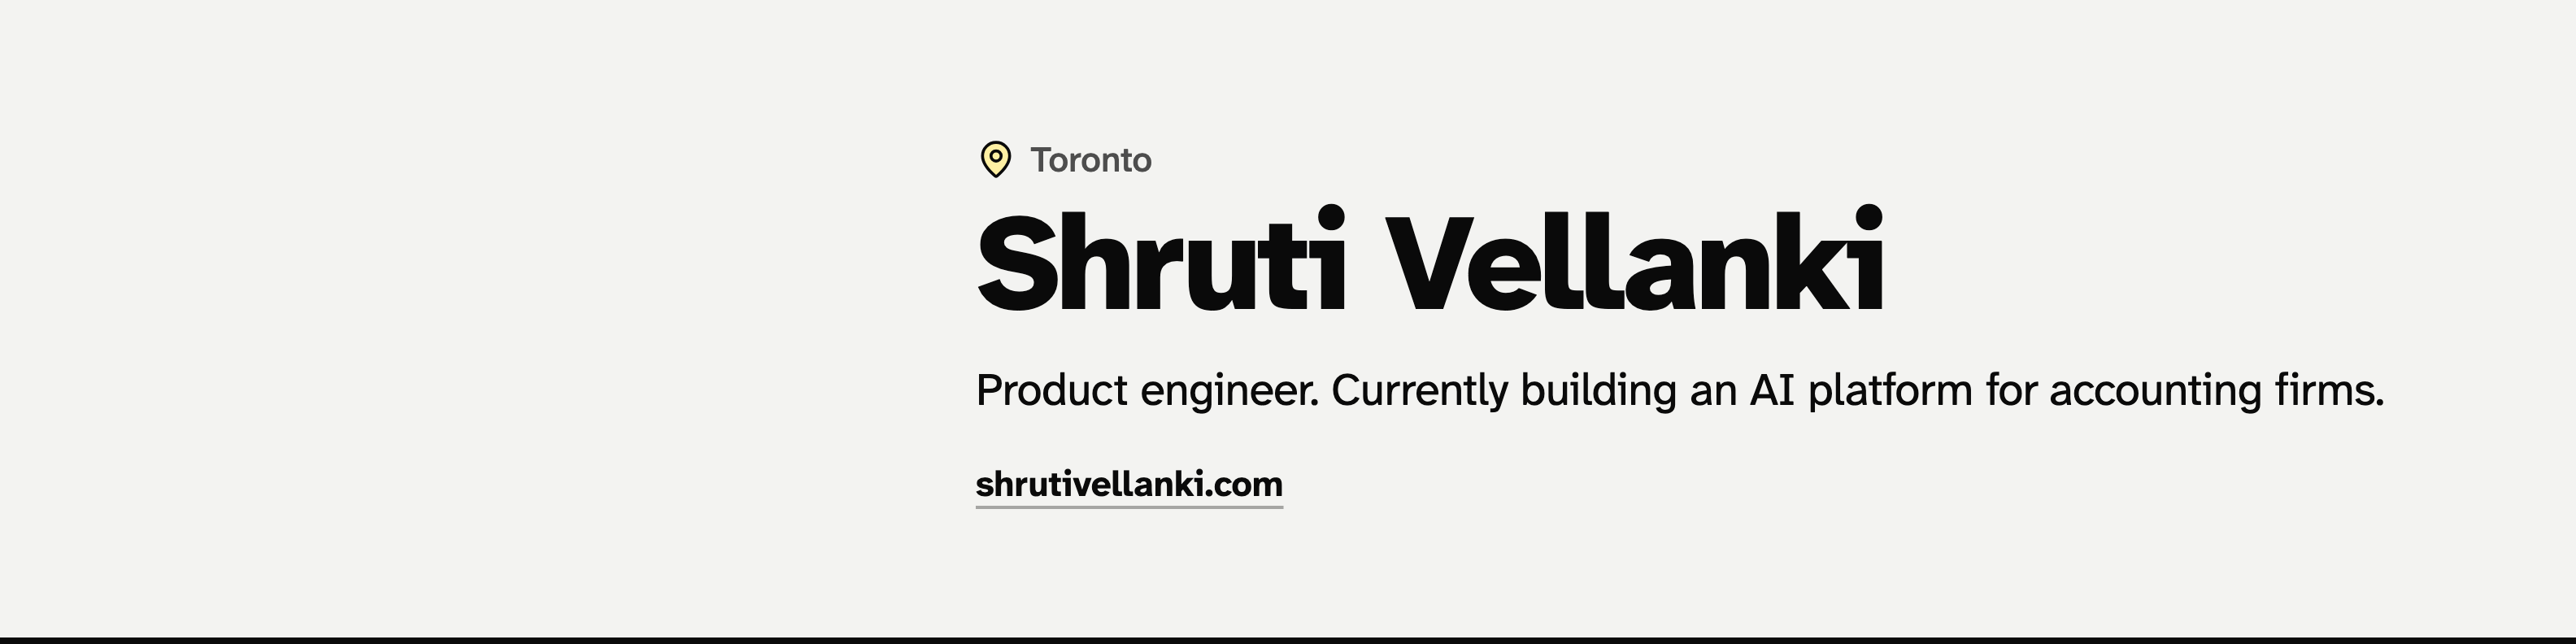 Toronto
Shruti Vellanki
Product engineer. Currently building an AI platform for accounting firms.
shrutivellanki.com